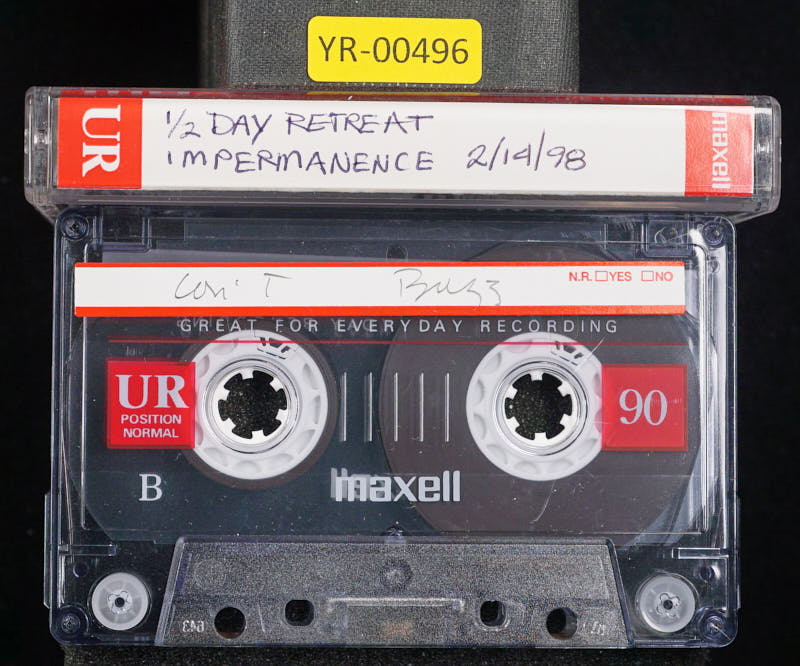 YR-00496
UR
1/2 DAY RETREAT
IMPERMANENCE 2/14/98
maxell
Con't Buzz
N.R. ☐YES ☐NO
GREAT FOR EVERYDAY RECORDING
UR
POSITION
NORMAL
90
B
maxell